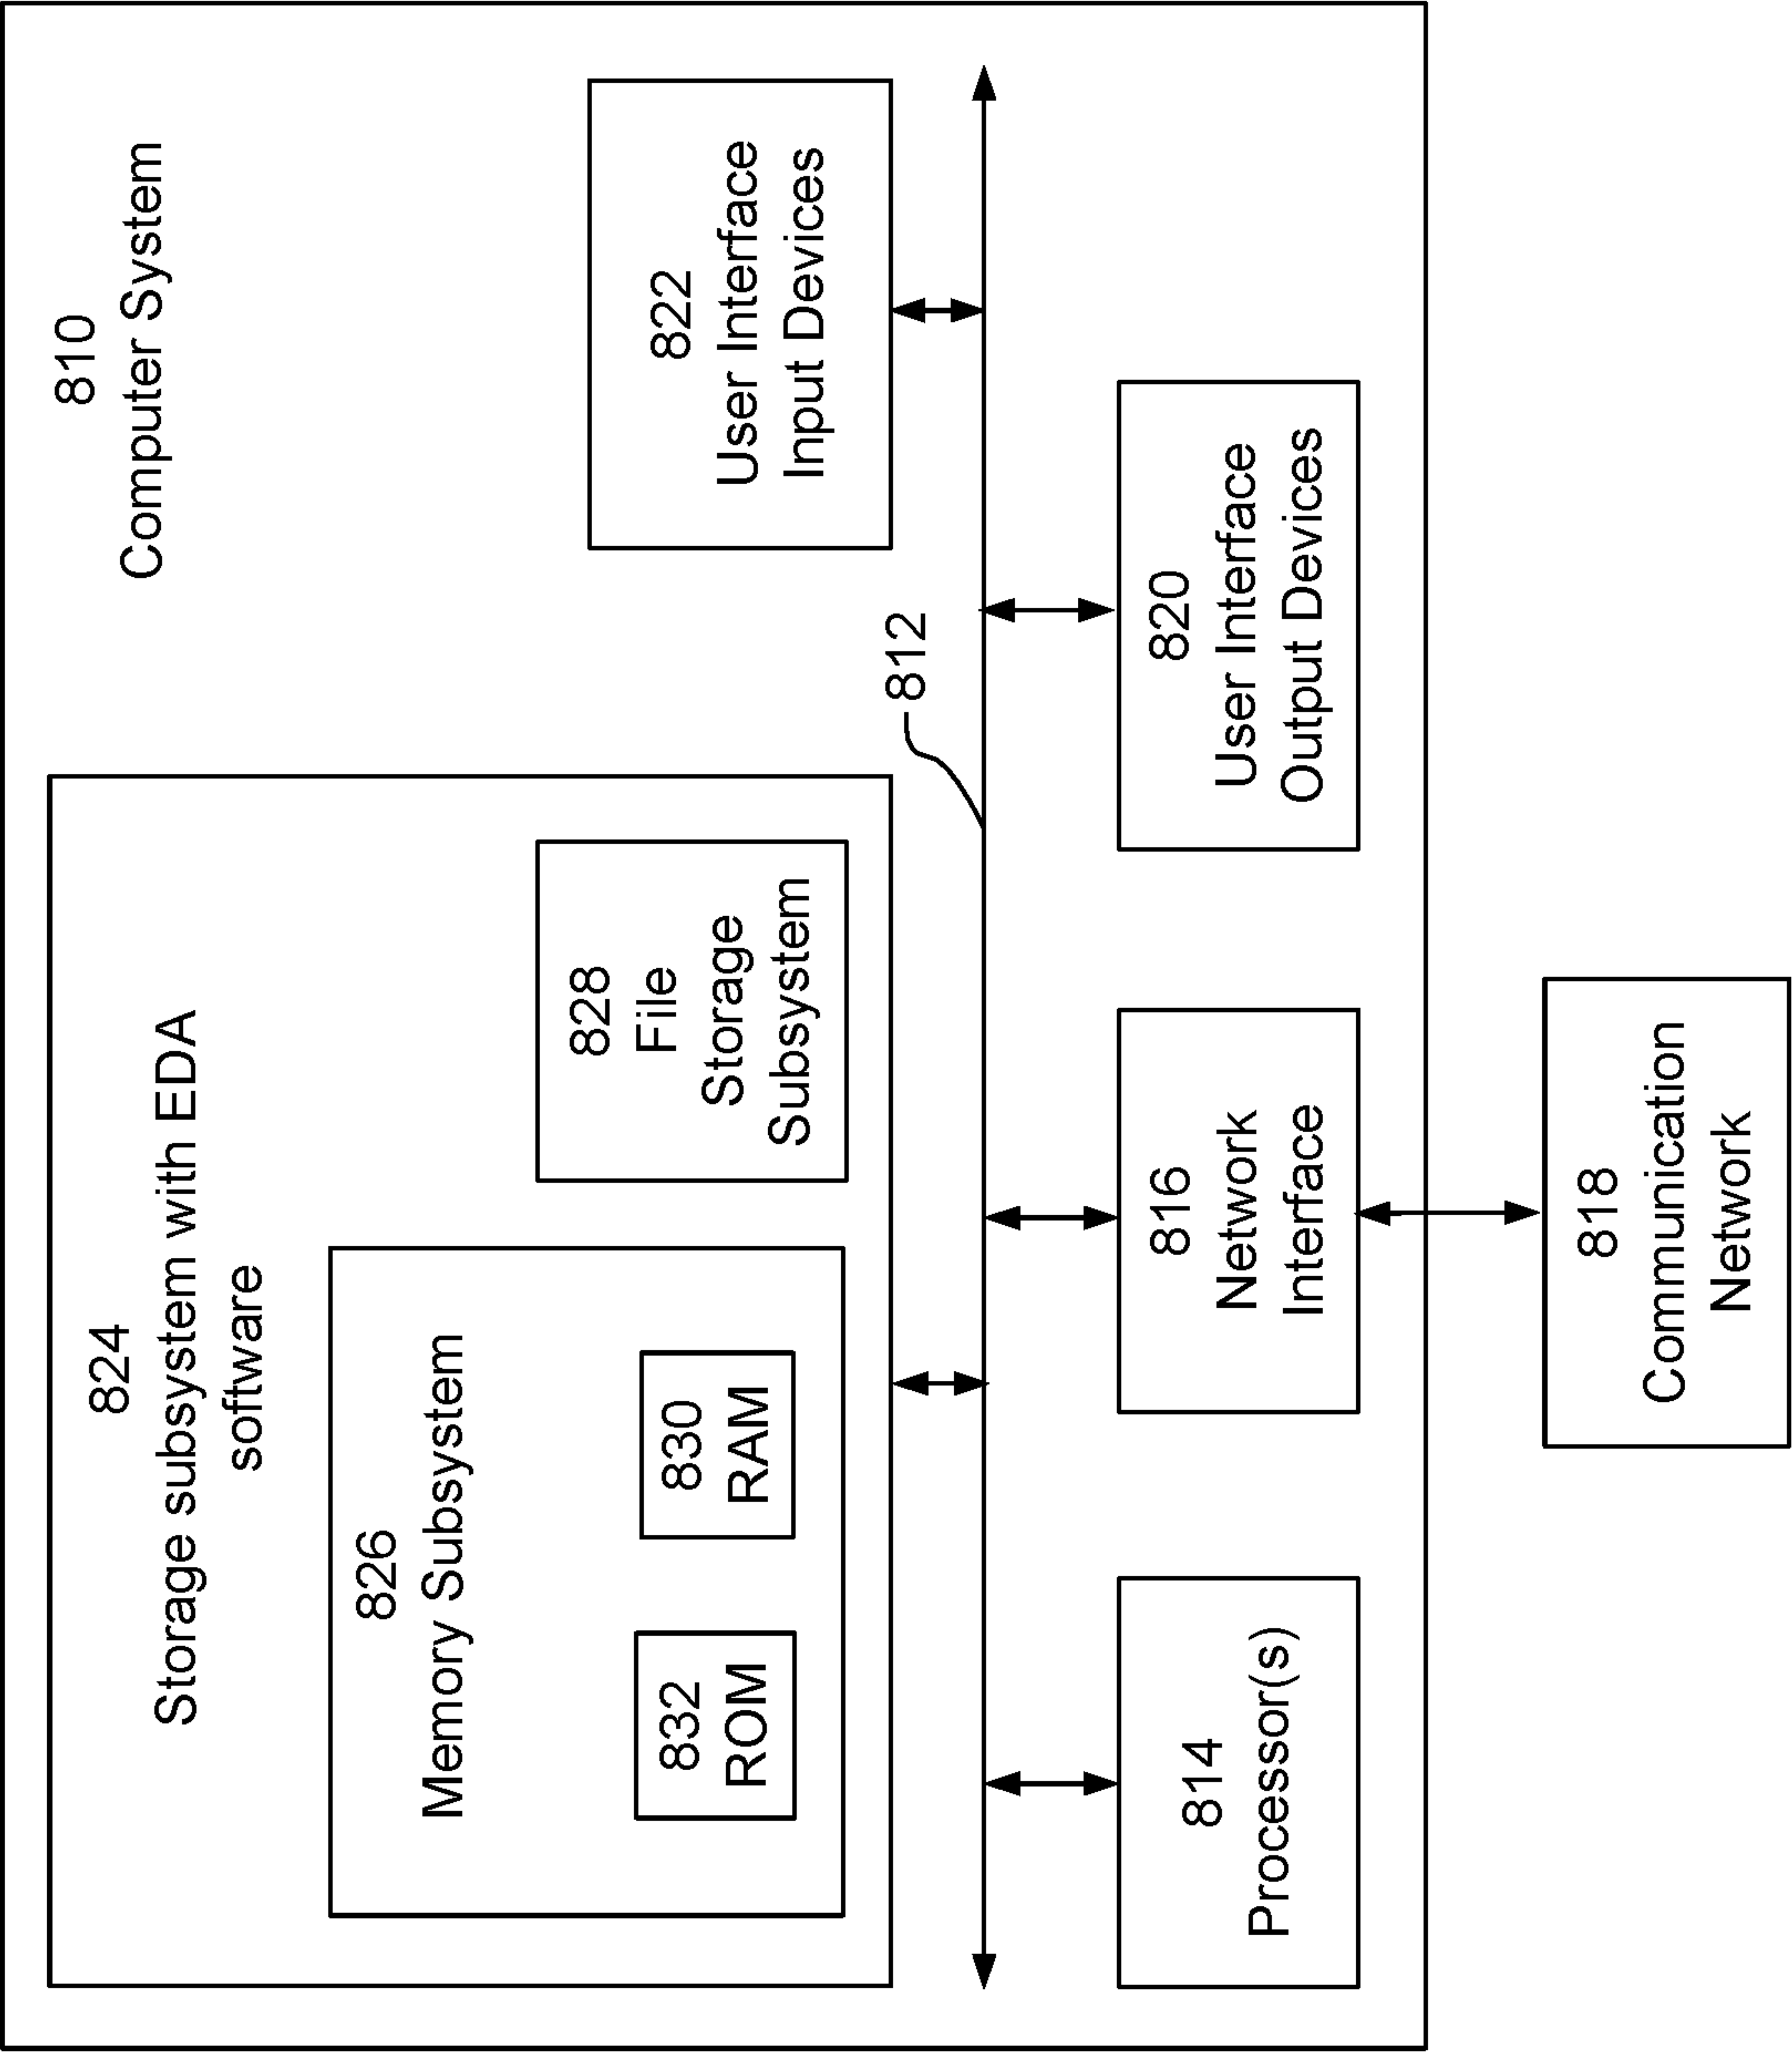 810
Computer System
824
Storage subsystem with EDA
software
826
Memory Subsystem
832
ROM
830
RAM
828
File
Storage
Subsystem
822
User Interface
Input Devices
812
814
Processor(s)
816
Network
Interface
820
User Interface
Output Devices
818
Communication
Network